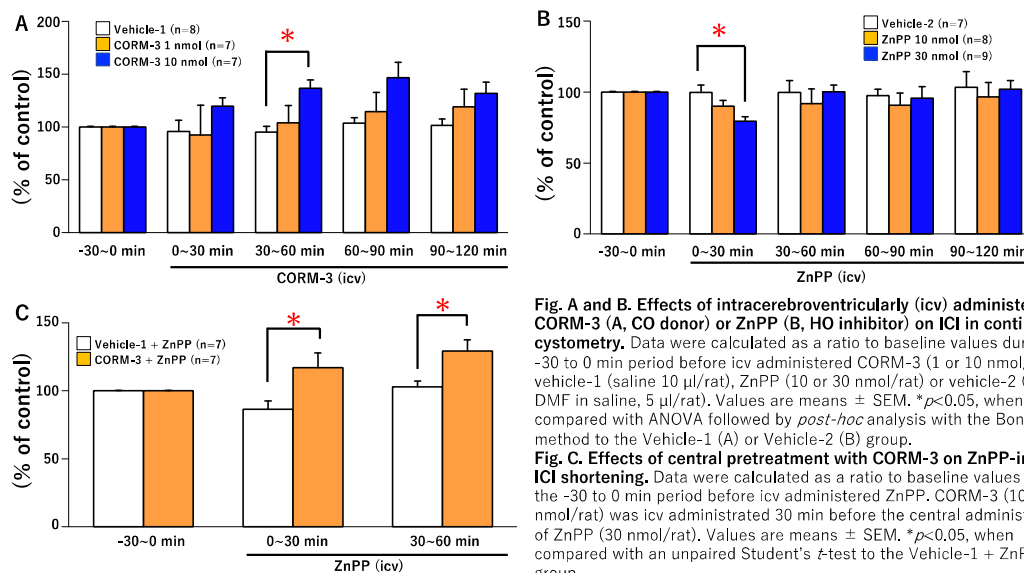 A
200
150
100
50
0
(% of control)
Vehicle-1 (n=8)
CORM-3 1 nmol (n=7)
CORM-3 10 nmol (n=7)
*
-30~0 min 0~30 min 30~60 min 60~90 min 90~120 min
CORM-3 (icv)
B
150
100
50
0
(% of control)
Vehicle-2 (n=7)
ZnPP 10 nmol (n=8)
ZnPP 30 nmol (n=9)
*
-30~0 min 0~30 min 30~60 min 60~90 min 90~120 min
ZnPP (icv)
C
150
100
50
0
(% of control)
Vehicle-1 + ZnPP (n=7)
CORM-3 + ZnPP (n=7)
* *
-30~0 min 0~30 min 30~60 min
ZnPP (icv)
Fig. A and B. Effects of intracerebroventricularly (icv) administe
CORM-3 (A, CO donor) or ZnPP (B, HO inhibitor) on ICI in conti
cystometry. Data were calculated as a ratio to baseline values du
-30 to 0 min period before icv administered CORM-3 (1 or 10 nmol,
vehicle-1 (saline 10 μl/rat), ZnPP (10 or 30 nmol/rat) or vehicle-2
DMF in saline, 5 μl/rat). Values are means ± SEM. *p<0.05, when
compared with ANOVA followed by post-hoc analysis with the Bon
method to the Vehicle-1 (A) or Vehicle-2 (B) group.
Fig. C. Effects of central pretreatment with CORM-3 on ZnPP-in
ICI shortening. Data were calculated as a ratio to baseline values
the -30 to 0 min period before icv administered ZnPP. CORM-3 (10
nmol/rat) was icv administrated 30 min before the central administ
of ZnPP (30 nmol/rat). Values are means ± SEM. *p<0.05, when
compared with an unpaired Student's t-test to the Vehicle-1 + ZnP
group